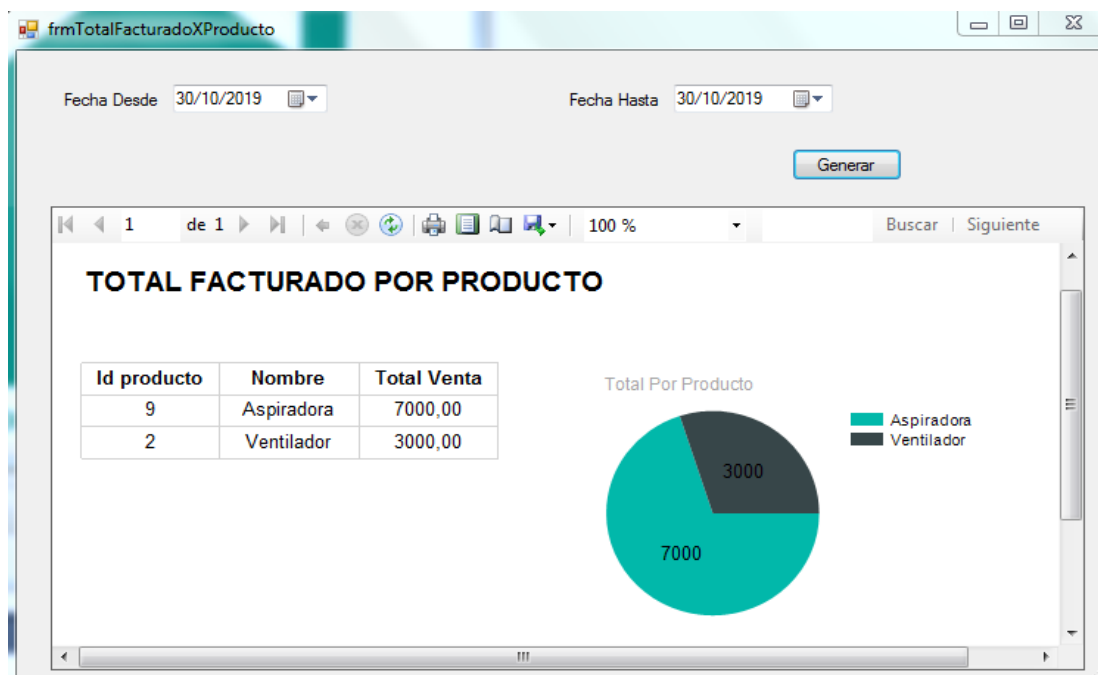 frmTotalFacturadoXProducto
Fecha Desde 30/10/2019 Fecha Hasta 30/10/2019
Generar
1 de 1 100 % Buscar | Siguiente
TOTAL FACTURADO POR PRODUCTO
Id producto Nombre Total Venta
9 Aspiradora 7000,00
2 Ventilador 3000,00
Total Por Producto
Aspiradora
Ventilador
3000
7000